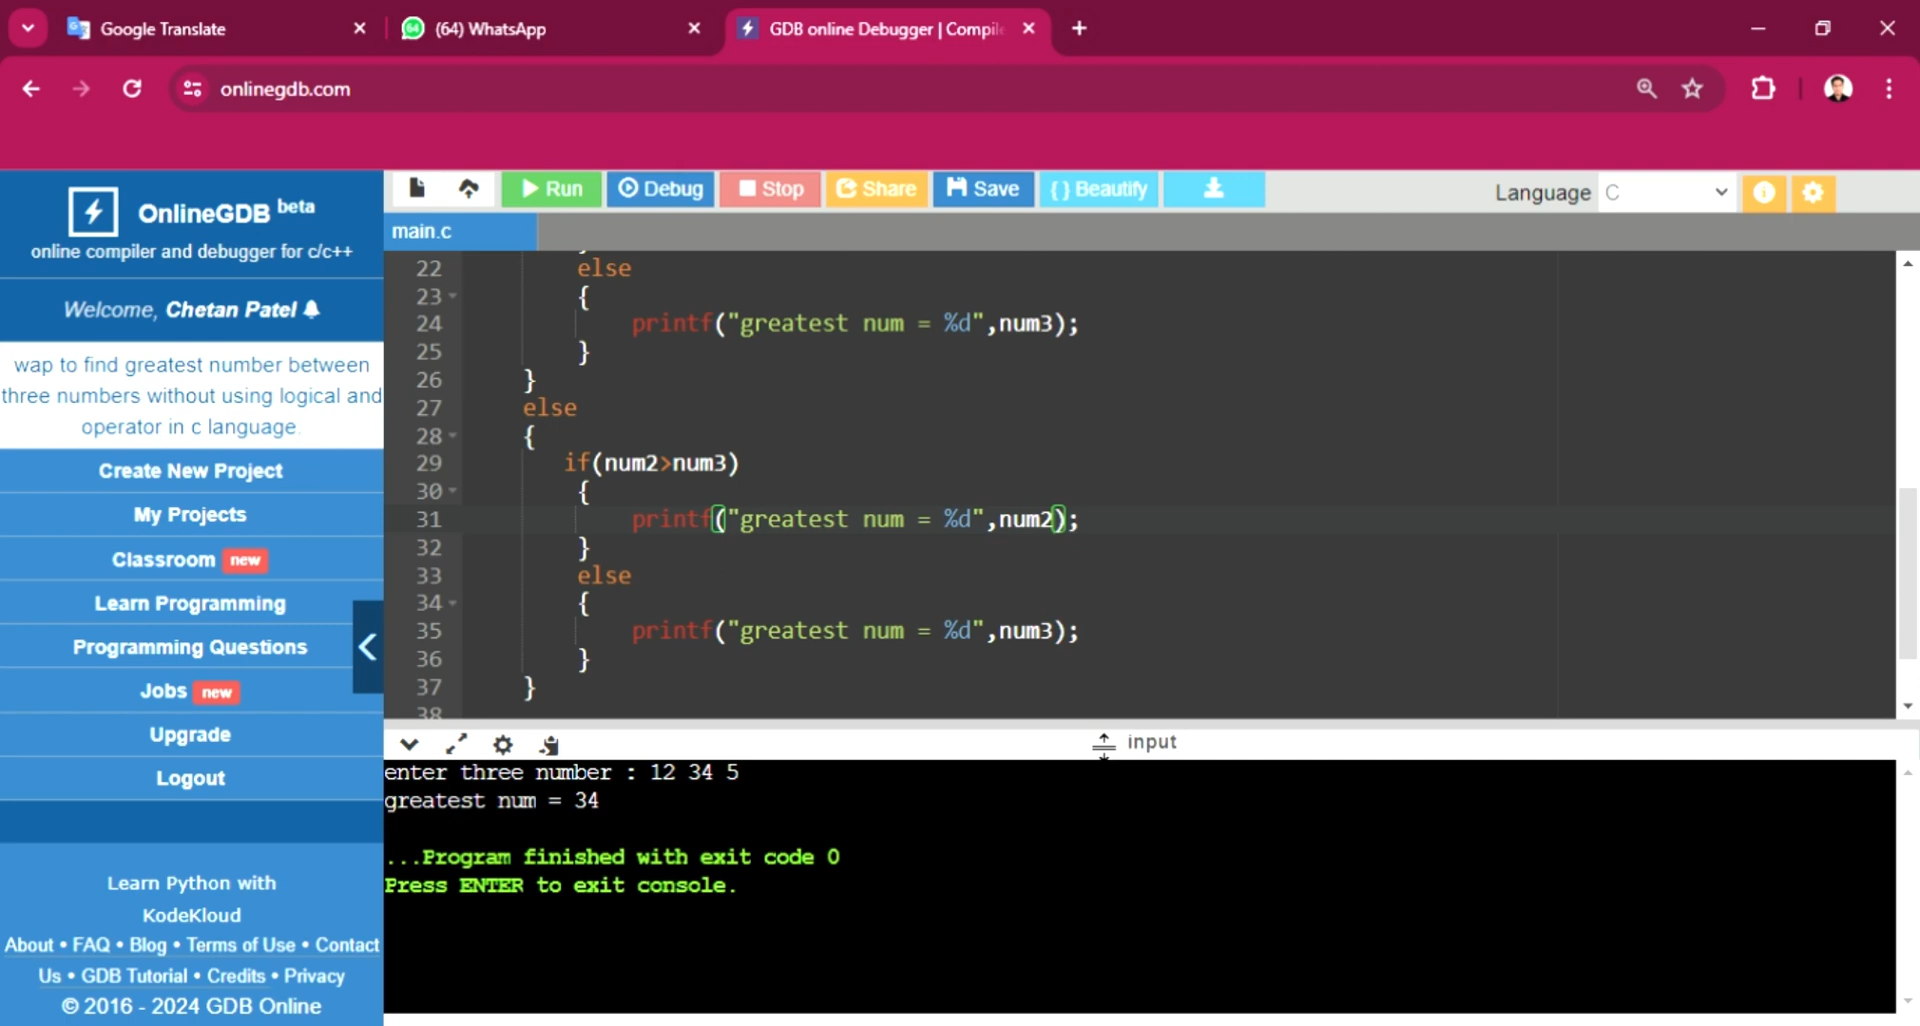 Google Translate
(64) WhatsApp
GDB online Debugger | Compile
onlinegdb.com
OnlineGDB beta
online compiler and debugger for c/c++
Welcome, Chetan Patel
wap to find greatest number between
three numbers without using logical and
operator in c language.
Create New Project
My Projects
Classroom new
Learn Programming
Programming Questions
Jobs new
Upgrade
Logout
Learn Python with
KodeKloud
About • FAQ • Blog • Terms of Use • Contact
Us • GDB Tutorial • Credits • Privacy
© 2016 - 2024 GDB Online
Run Debug Stop Share Save { } Beautify Language C
main.c
22 else
23 {
24 printf("greatest num = %d",num3);
25 }
26 }
27 else
28 {
29 if(num2>num3)
30 {
31 printf("greatest num = %d",num2);
32 }
33 else
34 {
35 printf("greatest num = %d",num3);
36 }
37 }
38
input
enter three number : 12 34 5
greatest num = 34
...Program finished with exit code 0
Press ENTER to exit console.